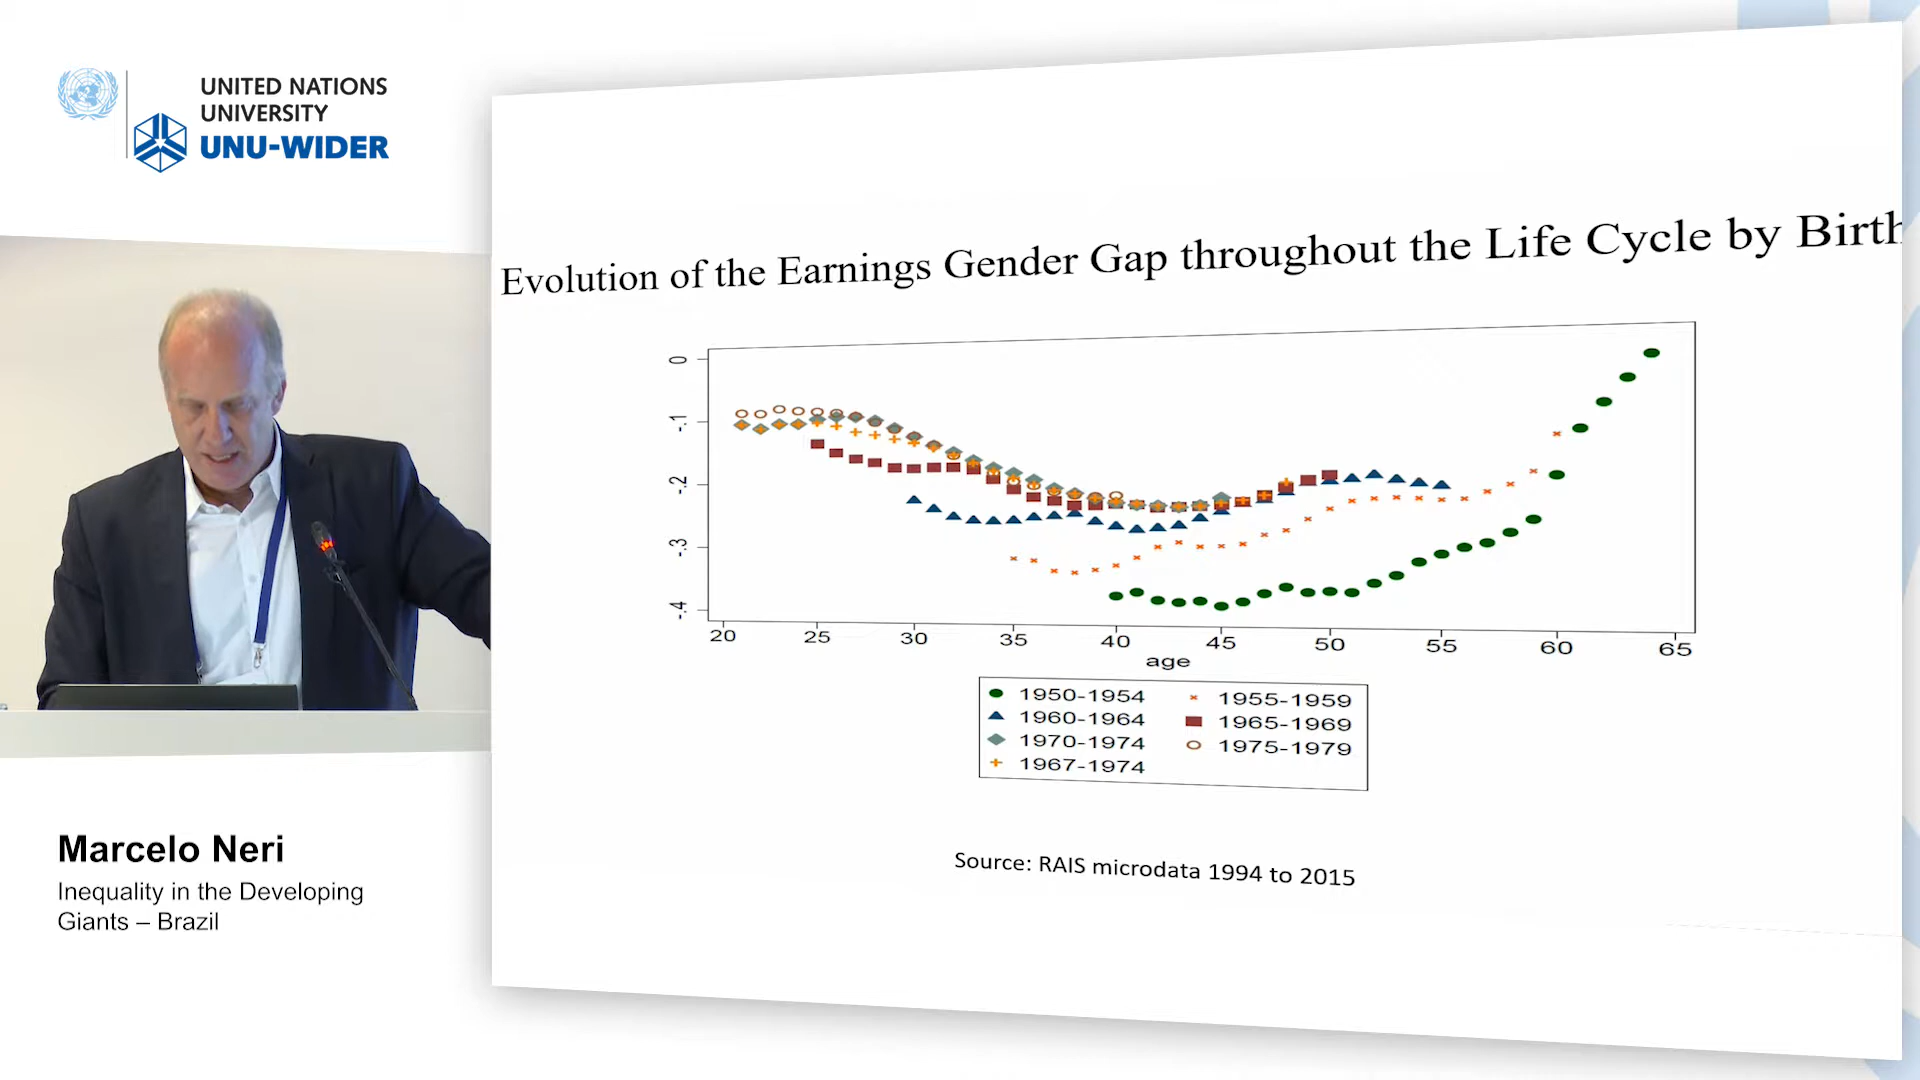 UNITED NATIONS
UNIVERSITY
UNU-WIDER
Evolution of the Earnings Gender Gap throughout the Life Cycle by Birth
0
-.1
-.2
-.3
-.4
20 25 30 35 40 45 50 55 60 65
age
1950-1954 1955-1959
1960-1964 1965-1969
1970-1974 1975-1979
1967-1974
Source: RAIS microdata 1994 to 2015
Marcelo Neri
Inequality in the Developing
Giants – Brazil